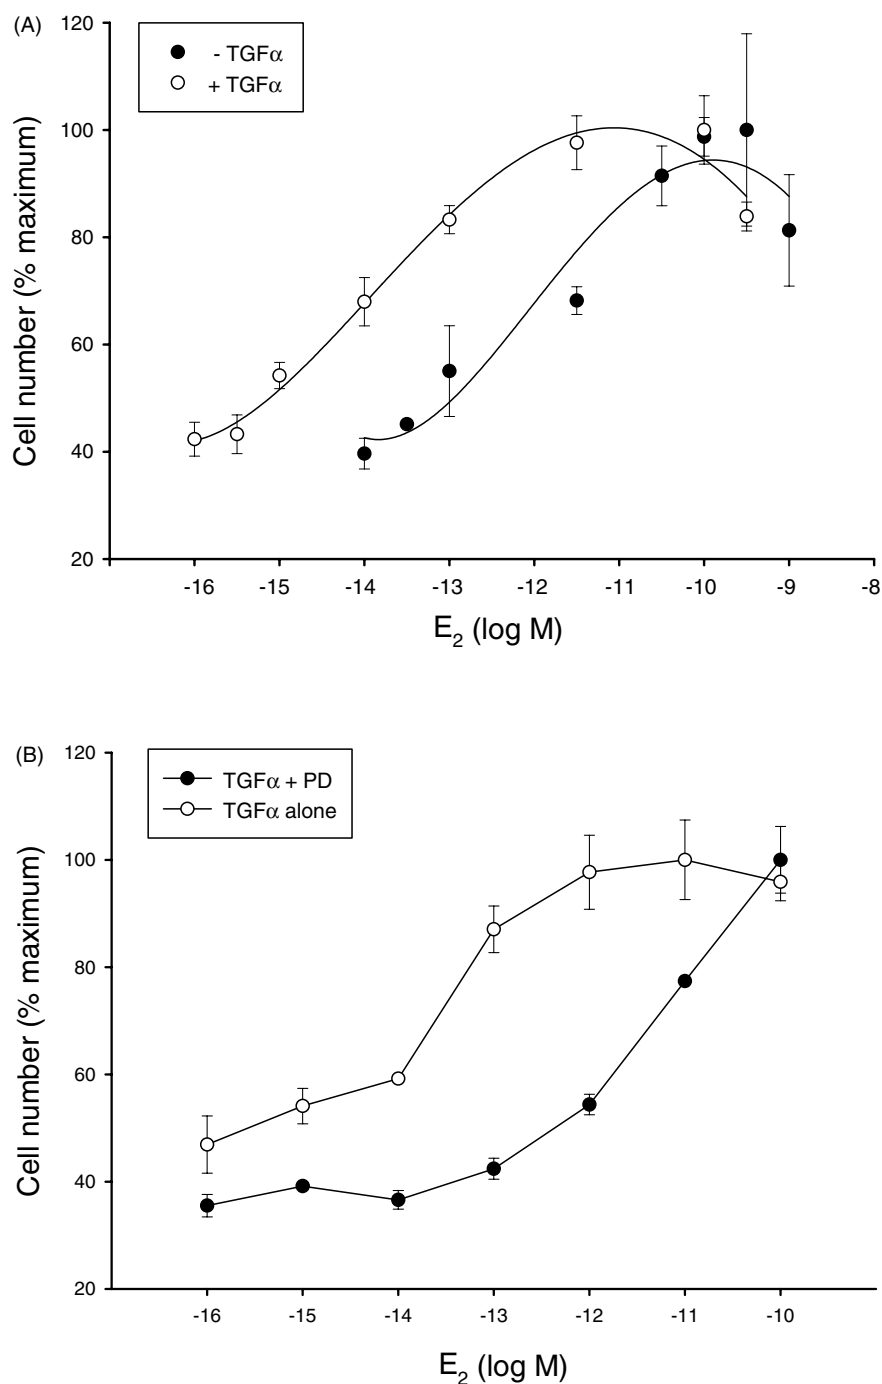 (A)
120
100
80
60
40
20
Cell number (% maximum)
- TGFα
+ TGFα
-16 -15 -14 -13 -12 -11 -10 -9 -8
E₂ (log M)
(B)
120
100
80
60
40
20
Cell number (% maximum)
TGFα + PD
TGFα alone
-16 -15 -14 -13 -12 -11 -10
E₂ (log M)